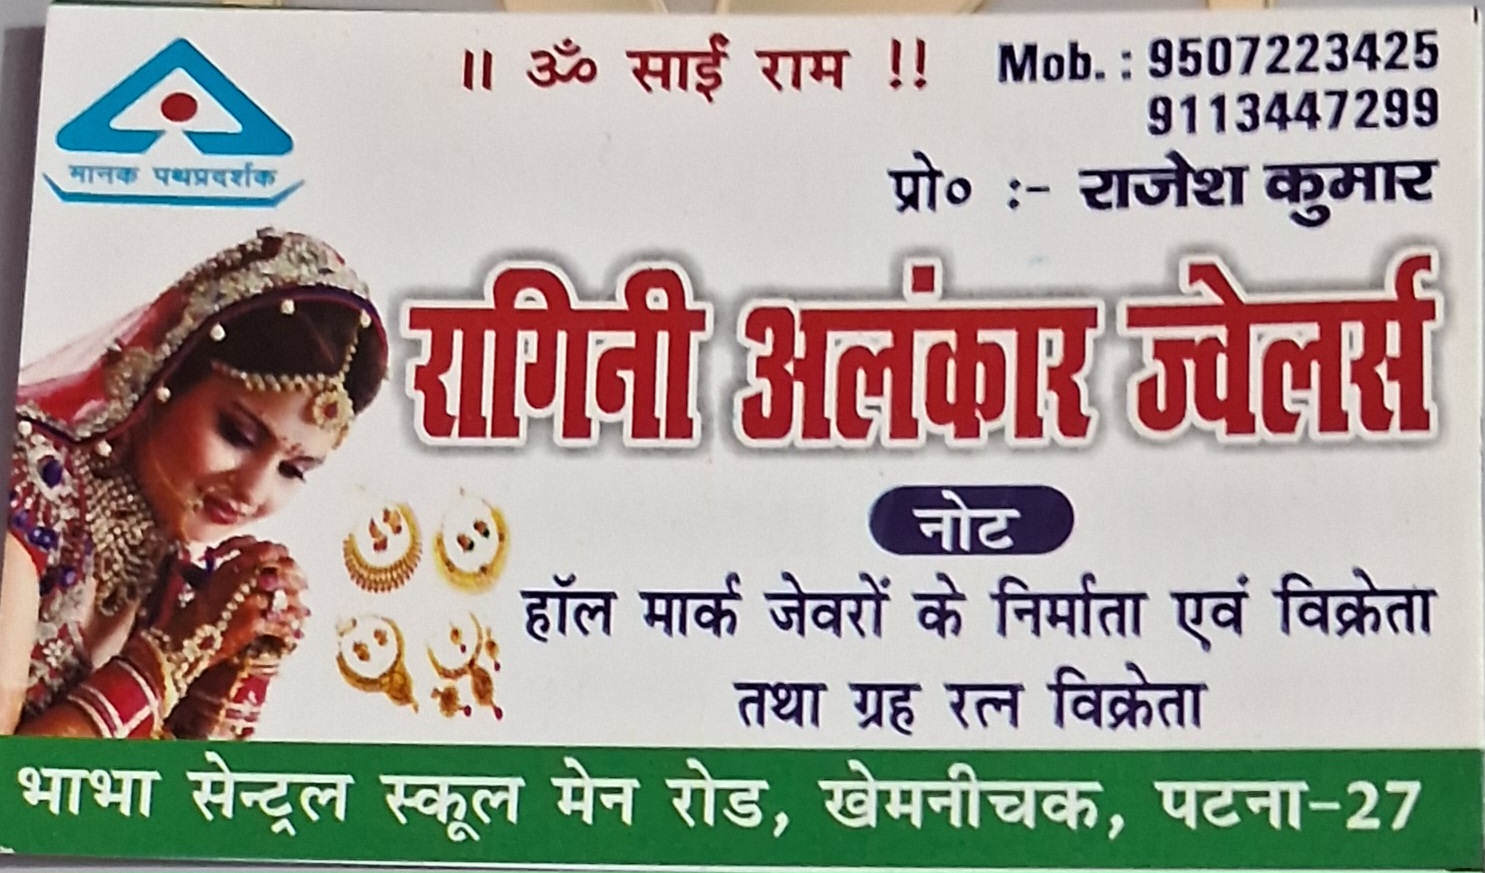 ॥ ॐ साईं राम !!
Mob. : 9507223425
9113447299
मानक पथप्रदर्शक
प्रो० :- राजेश कुमार
रागिनी अलंकार ज्वेलर्स
नोट
हॉल मार्क जेवरों के निर्माता एवं विक्रेता
तथा ग्रह रत्न विक्रेता
भाभा सेन्ट्रल स्कूल मेन रोड, खेमनीचक, पटना-27